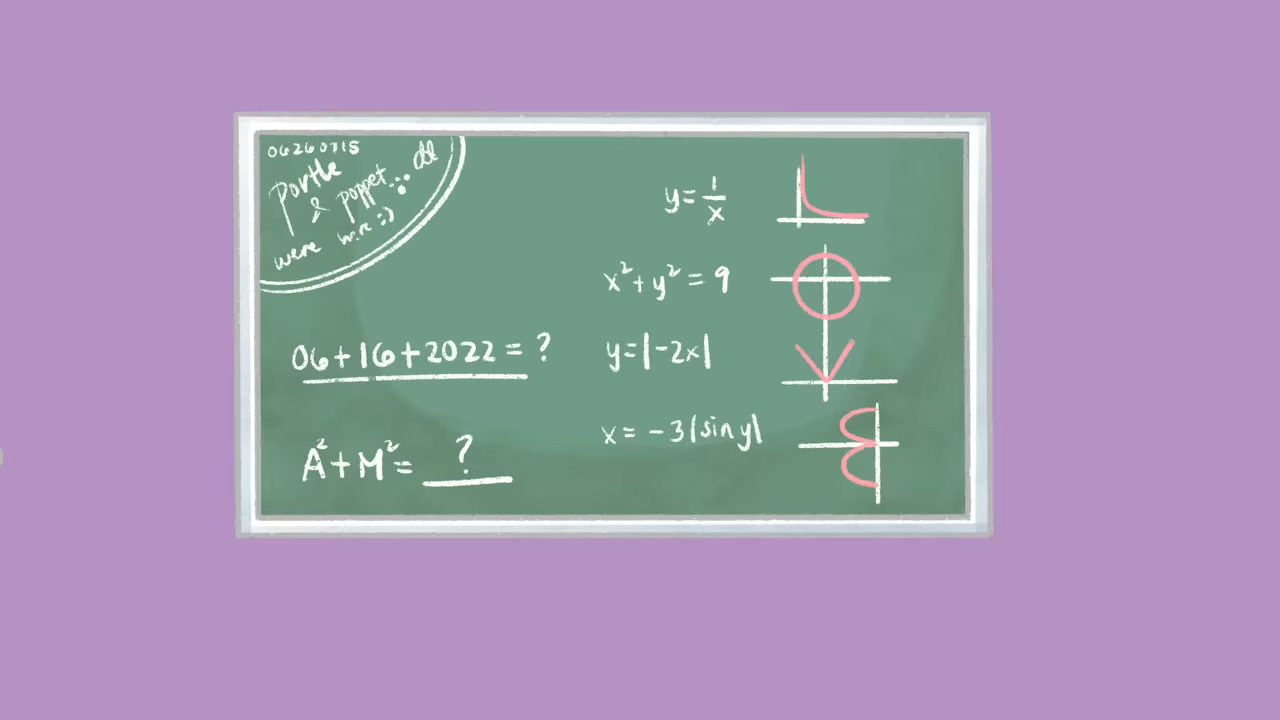 06260715
Portle
& poppet
were here :)
06+16+2022 = ?
A²+M²= ?
y= 1/x
x²+y² = 9
y=|-2x|
x= -3|sin y|